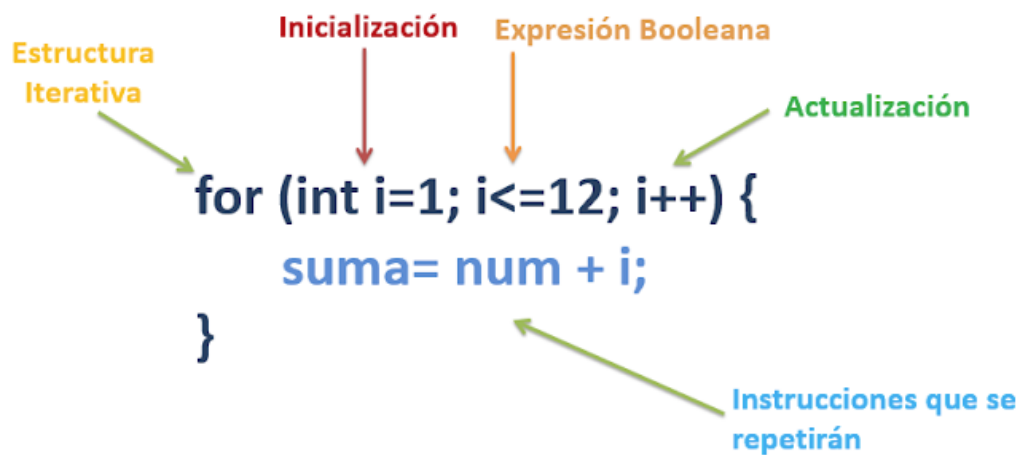 Inicialización
Expresión Booleana
Estructura
Iterativa
Actualización
for (int i=1; i<=12; i++) {
suma= num + i;
}
Instrucciones que se
repetirán